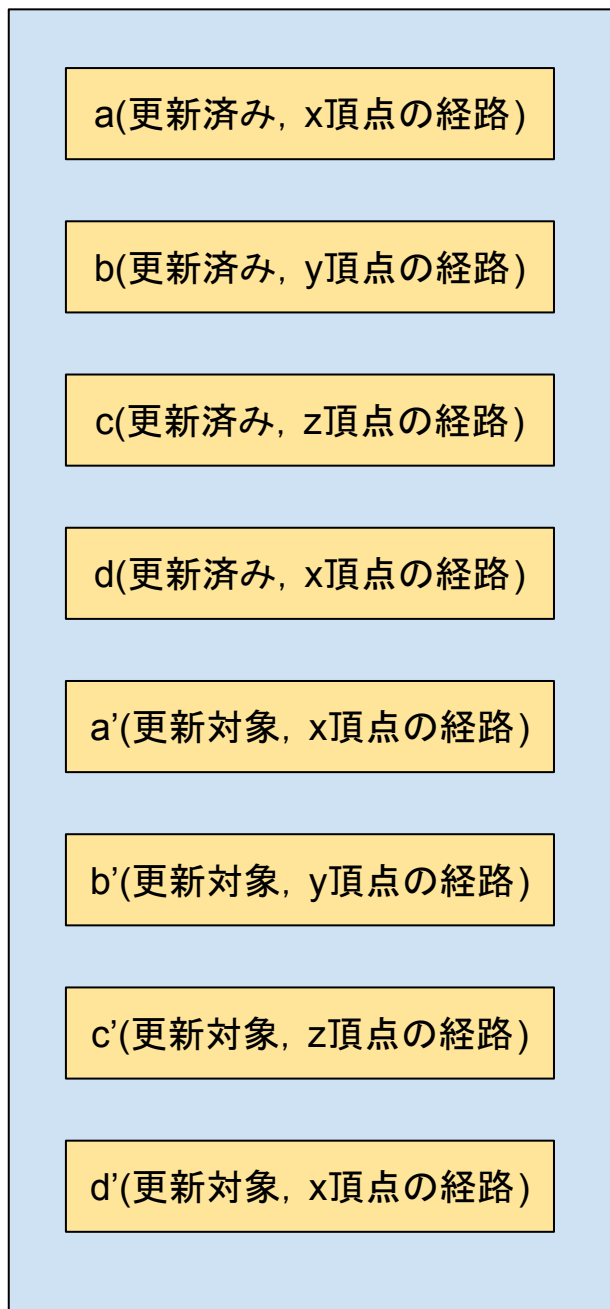 a(更新済み, x頂点の経路)
b(更新済み, y頂点の経路)
c(更新済み, z頂点の経路)
d(更新済み, x頂点の経路)
a’(更新対象, x頂点の経路)
b’(更新対象, y頂点の経路)
c’(更新対象, z頂点の経路)
d’(更新対象, x頂点の経路)